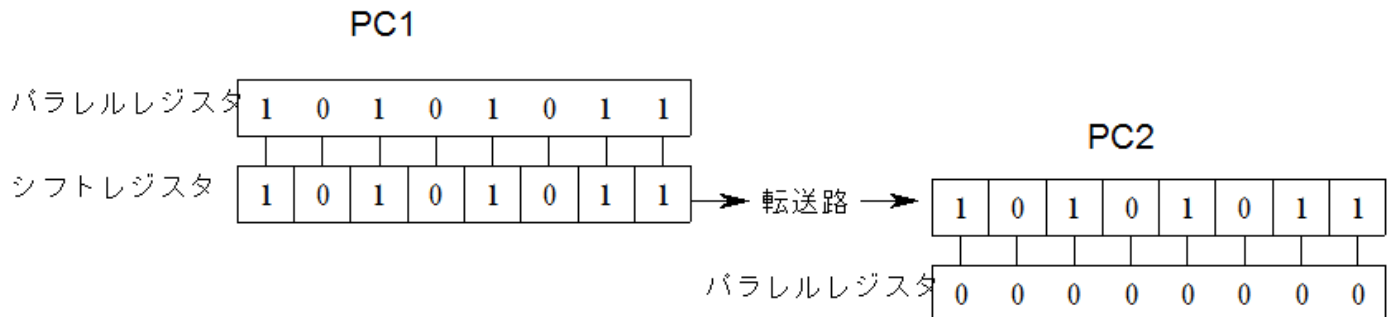 PC1
パラレルレジスタ 1 0 1 0 1 0 1 1
シフトレジスタ 1 0 1 0 1 0 1 1 転送路
PC2
1 0 1 0 1 0 1 1
パラレルレジスタ 0 0 0 0 0 0 0 0